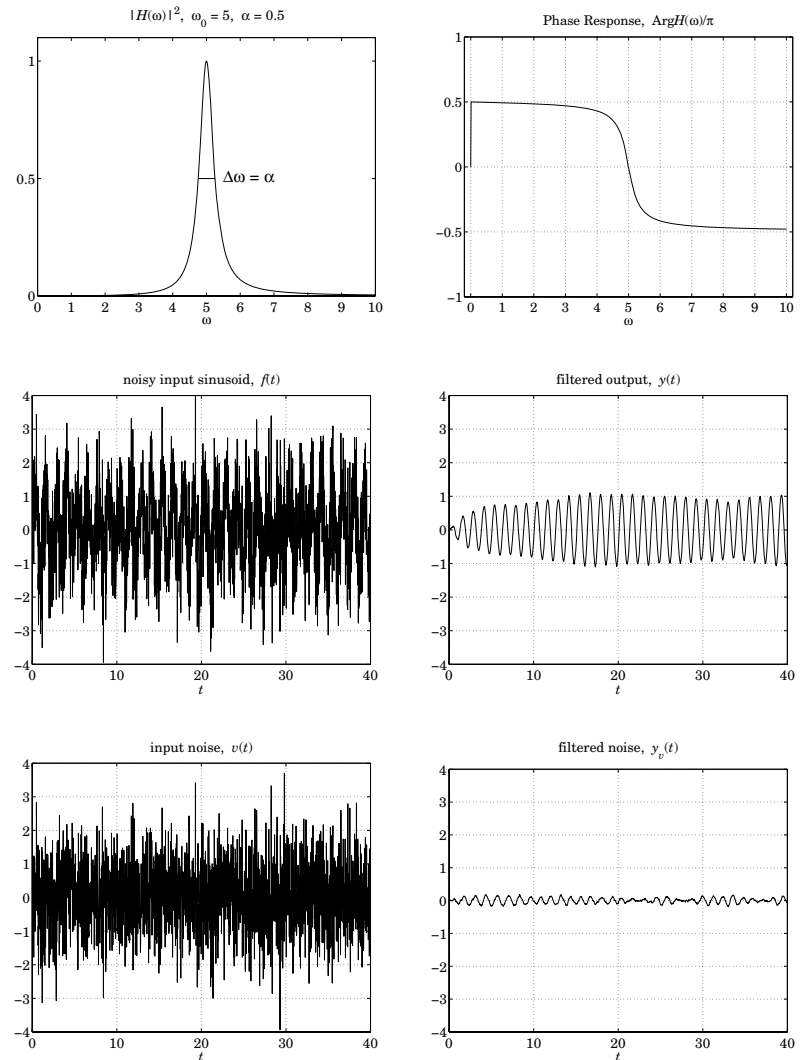 |H(ω)|², ω₀ = 5, α = 0.5
1
0.5
0
Δω = α
0 1 2 3 4 5 6 7 8 9 10
ω
Phase Response, ArgH(ω)/π
1
0.5
0
−0.5
−1
0 1 2 3 4 5 6 7 8 9 10
ω
noisy input sinusoid, f(t)
4
3
2
1
0
−1
−2
−3
−4
0 10 20 30 40
t
filtered output, y(t)
4
3
2
1
0
−1
−2
−3
−4
0 10 20 30 40
t
input noise, v(t)
4
3
2
1
0
−1
−2
−3
−4
0 10 20 30 40
t
filtered noise, yᵥ(t)
4
3
2
1
0
−1
−2
−3
−4
0 10 20 30 40
t